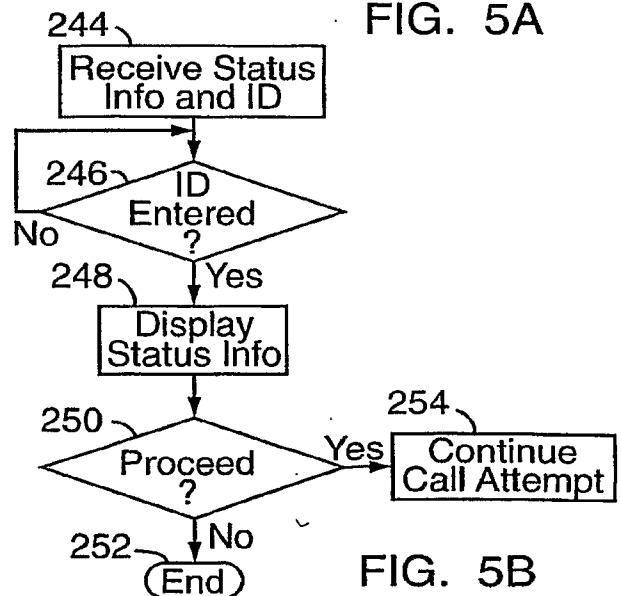 FIG. 5A
244
Receive Status
Info and ID
246
ID
Entered
?
No
Yes
248
Display
Status Info
250
Proceed
?
Yes
254
Continue
Call Attempt
No
252
End
FIG. 5B